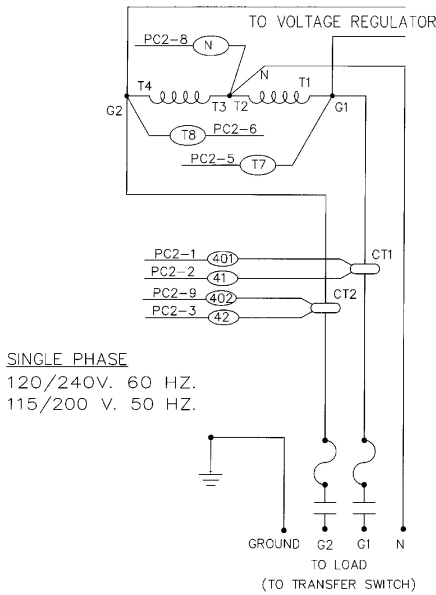 TO VOLTAGE REGULATOR
PC2-8 N
N
T4 T3 T2 T1
G2 G1
T8 PC2-6
PC2-5 T7
PC2-1 401
CT1
PC2-2 41
PC2-9 402
CT2
PC2-3 42
SINGLE PHASE
120/240V. 60 HZ.
115/200 V. 50 HZ.
GROUND G2 G1 N
TO LOAD
(TO TRANSFER SWITCH)